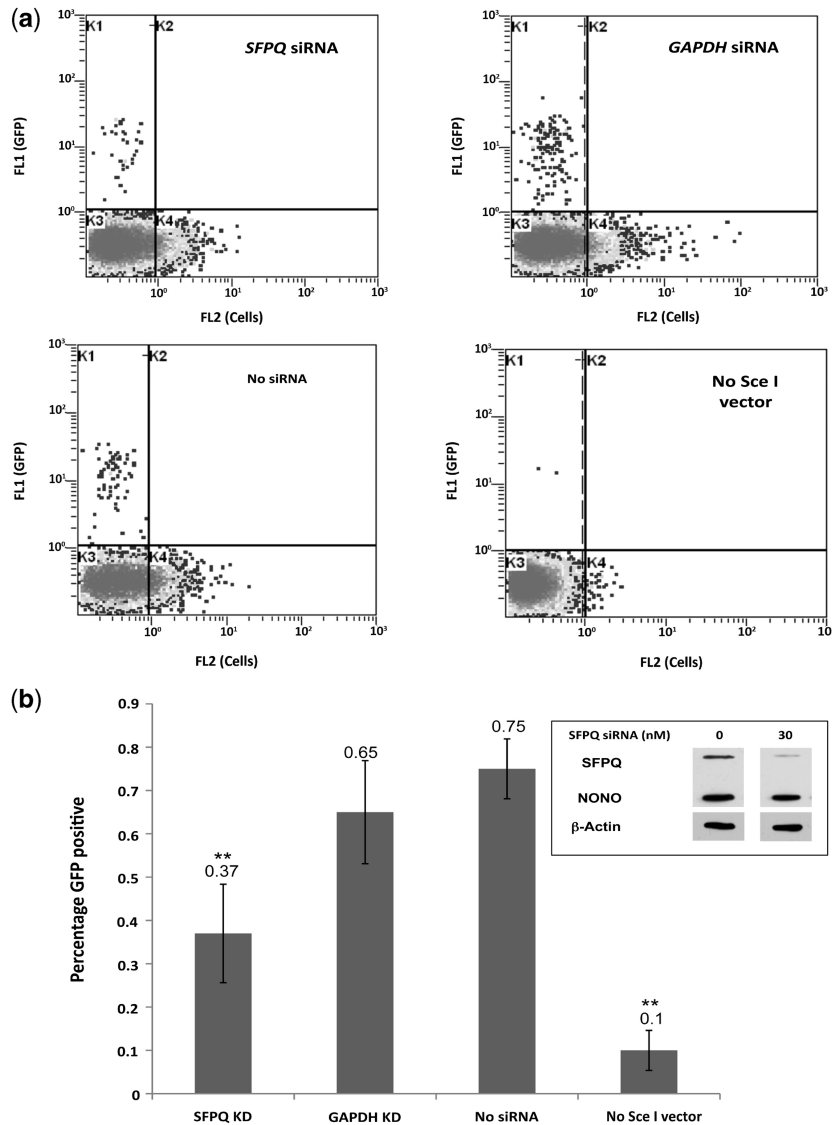 (a)
10³
K1
K2
SFPQ siRNA
10²
FL1 (GFP)
10¹
10⁰
K3
K4
10⁰
10¹
10²
10³
FL2 (Cells)
10³
K1
K2
GAPDH siRNA
10²
FL1 (GFP)
10¹
10⁰
K3
K4
10⁰
10¹
10²
10³
FL2 (Cells)
10³
K1
K2
No siRNA
10²
FL1 (GFP)
10¹
10⁰
K3
K4
10⁰
10¹
10²
10³
FL2 (Cells)
10³
K1
K2
No Sce I
vector
10²
FL1 (GFP)
10¹
10⁰
K3
K4
10⁰
10¹
10²
10
FL2 (Cells)
(b)
Percentage GFP positive
0.9
0.8
0.7
0.6
0.5
0.4
0.3
0.2
0.1
0
**
0.37
0.65
0.75
**
0.1
SFPQ KD
GAPDH KD
No siRNA
No Sce I vector
SFPQ siRNA (nM) 0 30
SFPQ
NONO
β-Actin